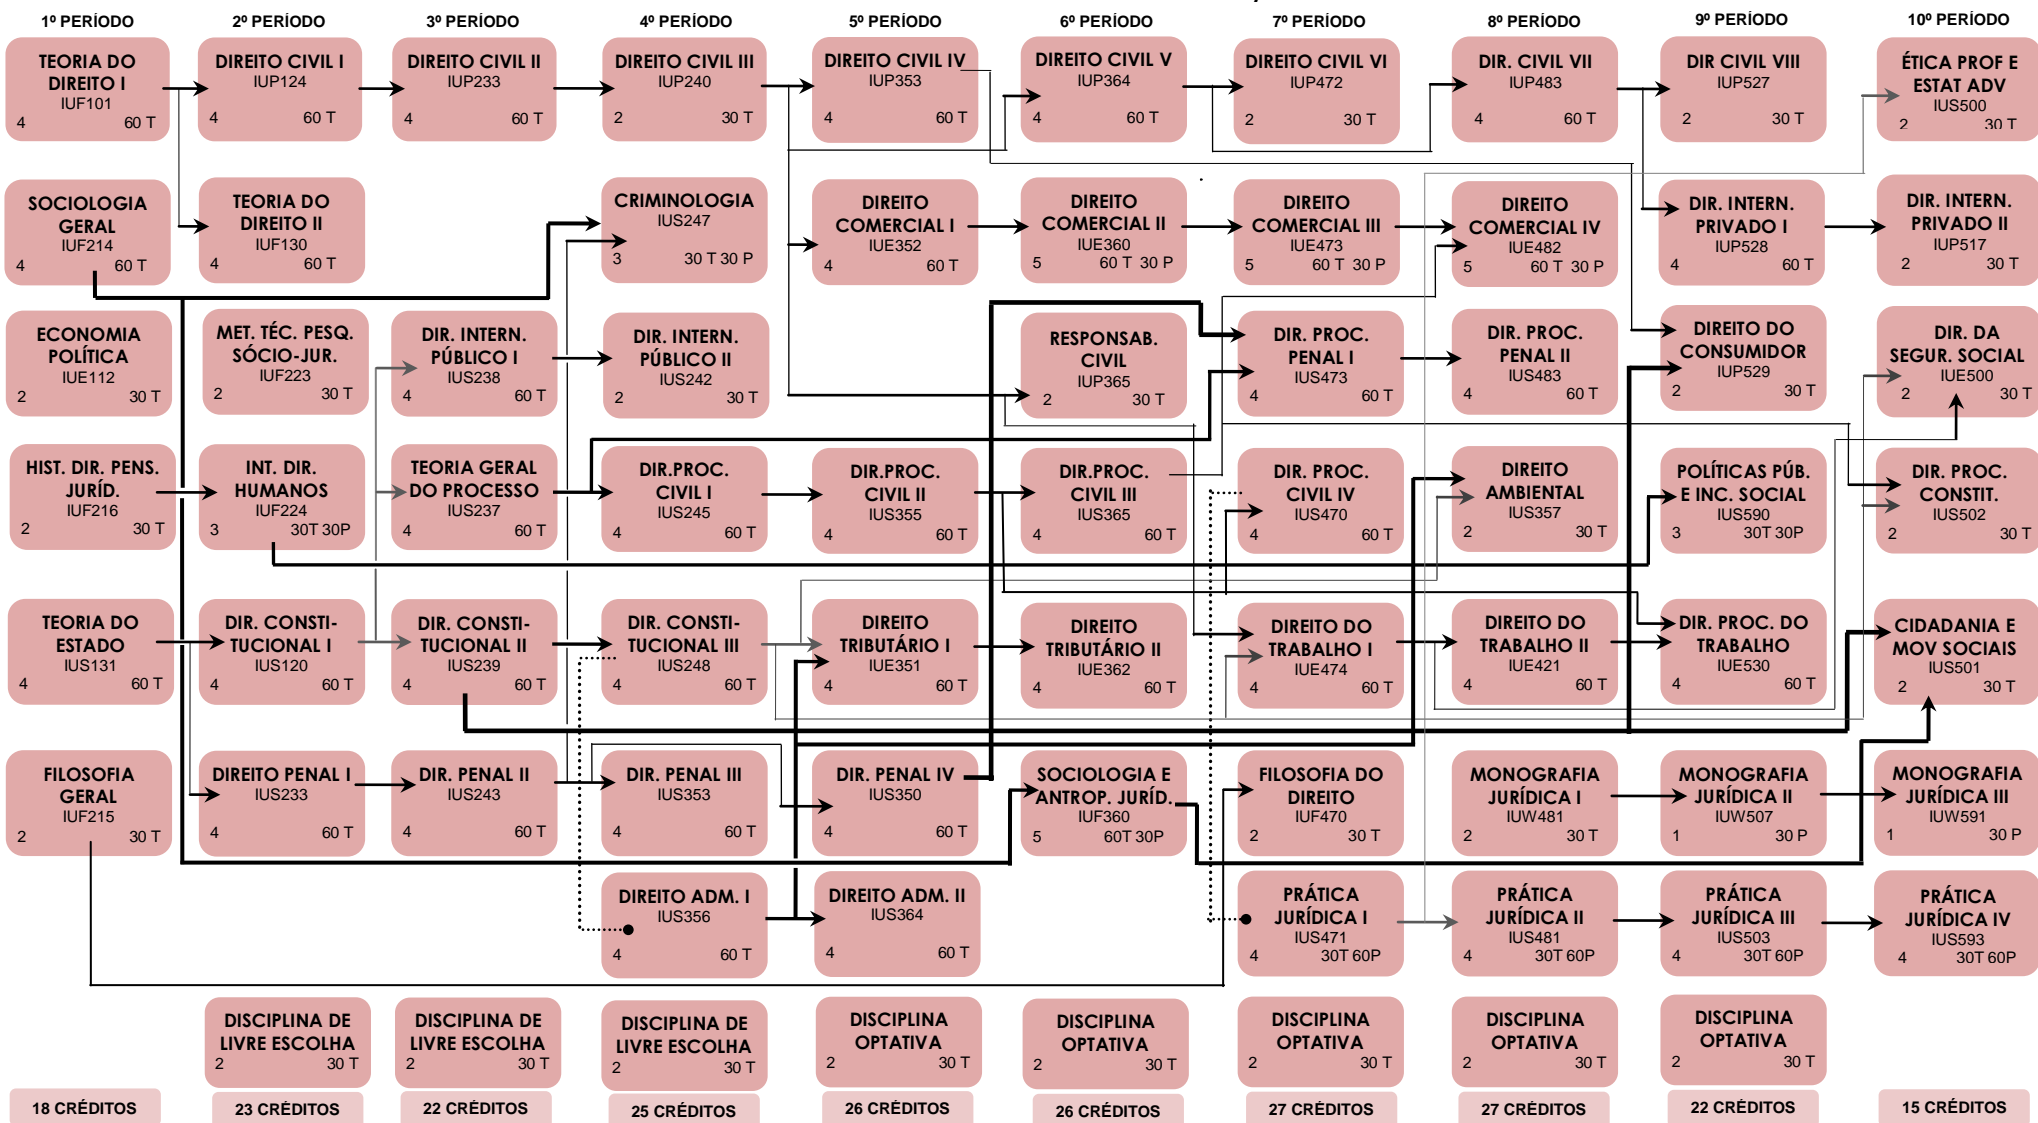 1º PERÍODO
2º PERÍODO
3º PERÍODO
4º PERÍODO
5º PERÍODO
6º PERÍODO
7º PERÍODO
8º PERÍODO
9º PERÍODO
10º PERÍODO
TEORIA DO
DIREITO I
IUF101
4 60 T
DIREITO CIVIL I
IUP124
4 60 T
DIREITO CIVIL II
IUP233
4 60 T
DIREITO CIVIL III
IUP240
2 30 T
DIREITO CIVIL IV
IUP353
4 60 T
DIREITO CIVIL V
IUP364
4 60 T
DIREITO CIVIL VI
IUP472
2 30 T
DIR. CIVIL VII
IUP483
4 60 T
DIR CIVIL VIII
IUP527
2 30 T
ÉTICA PROF E
ESTAT ADV
IUS500
2 30 T
SOCIOLOGIA
GERAL
IUF214
4 60 T
TEORIA DO
DIREITO II
IUF130
4 60 T
CRIMINOLOGIA
IUS247
3 30 T 30 P
DIREITO
COMERCIAL I
IUE352
4 60 T
DIREITO
COMERCIAL II
IUE360
5 60 T 30 P
DIREITO
COMERCIAL III
IUE473
5 60 T 30 P
DIREITO
COMERCIAL IV
IUE482
5 60 T 30 P
DIR. INTERN.
PRIVADO I
IUP528
4 60 T
DIR. INTERN.
PRIVADO II
IUP517
2 30 T
ECONOMIA
POLÍTICA
IUE112
2 30 T
MET. TÉC. PESQ.
SÓCIO-JUR.
IUF223
2 30 T
DIR. INTERN.
PÚBLICO I
IUS238
4 60 T
DIR. INTERN.
PÚBLICO II
IUS242
2 30 T
RESPONSAB.
CIVIL
IUP365
2 30 T
DIR. PROC.
PENAL I
IUS473
4 60 T
DIR. PROC.
PENAL II
IUS483
4 60 T
DIREITO DO
CONSUMIDOR
IUP529
2 30 T
DIR. DA
SEGUR. SOCIAL
IUE500
2 30 T
HIST. DIR. PENS.
JURÍD.
IUF216
2 30 T
INT. DIR.
HUMANOS
IUF224
3 30T 30P
TEORIA GERAL
DO PROCESSO
IUS237
4 60 T
DIR.PROC.
CIVIL I
IUS245
4 60 T
DIR.PROC.
CIVIL II
IUS355
4 60 T
DIR.PROC.
CIVIL III
IUS365
4 60 T
DIR. PROC.
CIVIL IV
IUS470
4 60 T
DIREITO
AMBIENTAL
IUS357
2 30 T
POLÍTICAS PÚB.
E INC. SOCIAL
IUS590
3 30T 30P
DIR. PROC.
CONSTIT.
IUS502
2 30 T
TEORIA DO
ESTADO
IUS131
4 60 T
DIR. CONSTI-
TUCIONAL I
IUS120
4 60 T
DIR. CONSTI-
TUCIONAL II
IUS239
4 60 T
DIR. CONSTI-
TUCIONAL III
IUS248
4 60 T
DIREITO
TRIBUTÁRIO I
IUE351
4 60 T
DIREITO
TRIBUTÁRIO II
IUE362
4 60 T
DIREITO DO
TRABALHO I
IUE474
4 60 T
DIREITO DO
TRABALHO II
IUE421
4 60 T
DIR. PROC. DO
TRABALHO
IUE530
4 60 T
CIDADANIA E
MOV SOCIAIS
IUS501
2 30 T
FILOSOFIA
GERAL
IUF215
2 30 T
DIREITO PENAL I
IUS233
4 60 T
DIR. PENAL II
IUS243
4 60 T
DIR. PENAL III
IUS353
4 60 T
DIR. PENAL IV
IUS350
4 60 T
SOCIOLOGIA E
ANTROP. JURÍD.
IUF360
5 60T 30P
FILOSOFIA DO
DIREITO
IUF470
2 30 T
MONOGRAFIA
JURÍDICA I
IUW481
2 30 T
MONOGRAFIA
JURÍDICA II
IUW507
1 30 P
MONOGRAFIA
JURÍDICA III
IUW591
1 30 P
DIREITO ADM. I
IUS356
4 60 T
DIREITO ADM. II
IUS364
4 60 T
PRÁTICA
JURÍDICA I
IUS471
4 30T 60P
PRÁTICA
JURÍDICA II
IUS481
4 30T 60P
PRÁTICA
JURÍDICA III
IUS503
4 30T 60P
PRÁTICA
JURÍDICA IV
IUS593
4 30T 60P
DISCIPLINA DE
LIVRE ESCOLHA
2 30 T
DISCIPLINA DE
LIVRE ESCOLHA
2 30 T
DISCIPLINA DE
LIVRE ESCOLHA
2 30 T
DISCIPLINA
OPTATIVA
2 30 T
DISCIPLINA
OPTATIVA
2 30 T
DISCIPLINA
OPTATIVA
2 30 T
DISCIPLINA
OPTATIVA
2 30 T
DISCIPLINA
OPTATIVA
2 30 T
18 CRÉDITOS
23 CRÉDITOS
22 CRÉDITOS
25 CRÉDITOS
26 CRÉDITOS
26 CRÉDITOS
27 CRÉDITOS
27 CRÉDITOS
22 CRÉDITOS
15 CRÉDITOS